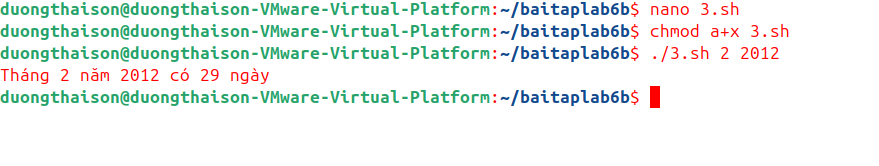 duongthaison@duongthaison-VMware-Virtual-Platform:~/baitaplab6b$ nano 3.sh
duongthaison@duongthaison-VMware-Virtual-Platform:~/baitaplab6b$ chmod a+x 3.sh
duongthaison@duongthaison-VMware-Virtual-Platform:~/baitaplab6b$ ./3.sh 2 2012
Tháng 2 năm 2012 có 29 ngày
duongthaison@duongthaison-VMware-Virtual-Platform:~/baitaplab6b$